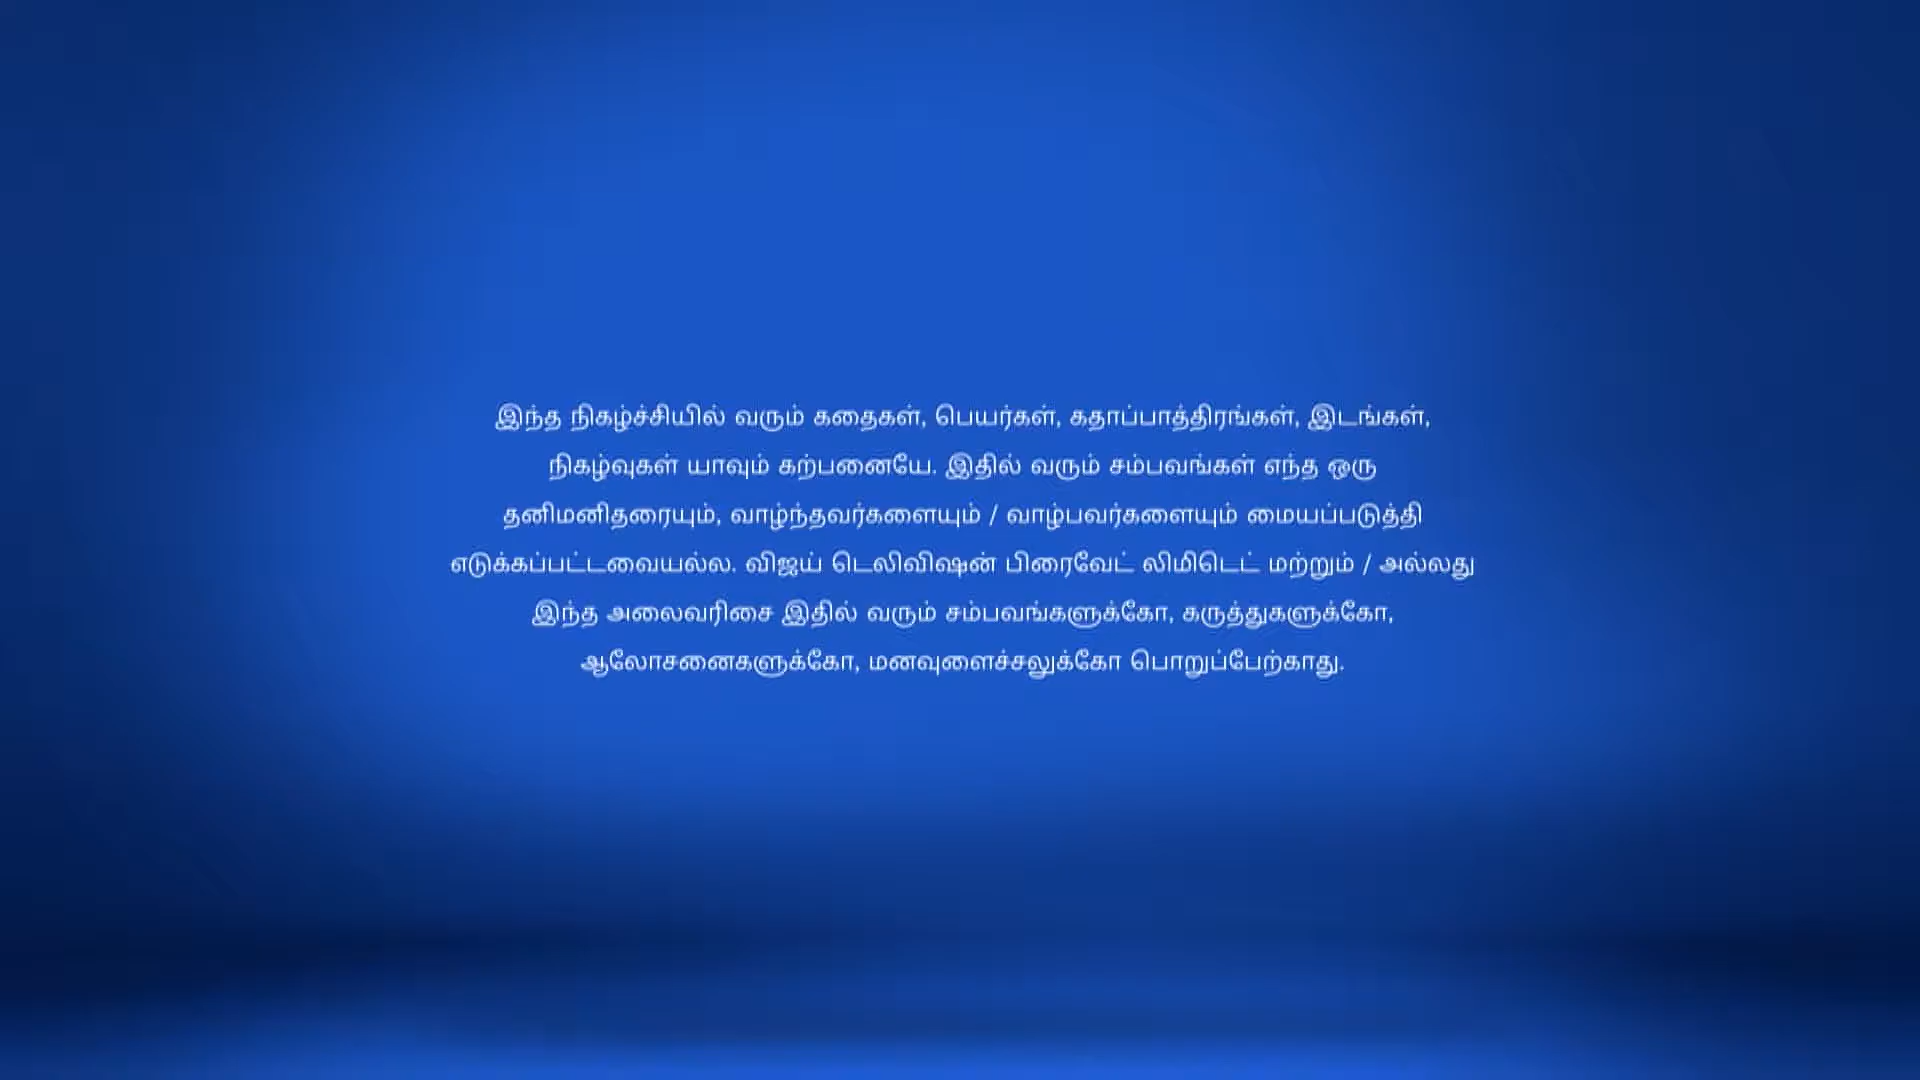 இந்த நிகழ்ச்சியில் வரும் கதைகள், பெயர்கள், கதாப்பாத்திரங்கள், இடங்கள்,
நிகழ்வுகள் யாவும் கற்பனையே. இதில் வரும் சம்பவங்கள் எந்த ஒரு
தனிமனிதரையும், வாழ்ந்தவர்களையும் / வாழ்பவர்களையும் மையப்படுத்தி
எடுக்கப்பட்டவையல்ல. விஜய் டெலிவிஷன் பிரைவேட் லிமிடெட் மற்றும் / அல்லது
இந்த அலைவரிசை இதில் வரும் சம்பவங்களுக்கோ, கருத்துகளுக்கோ,
ஆலோசனைகளுக்கோ, மனவுளைச்சலுக்கோ பொறுப்பேற்காது.